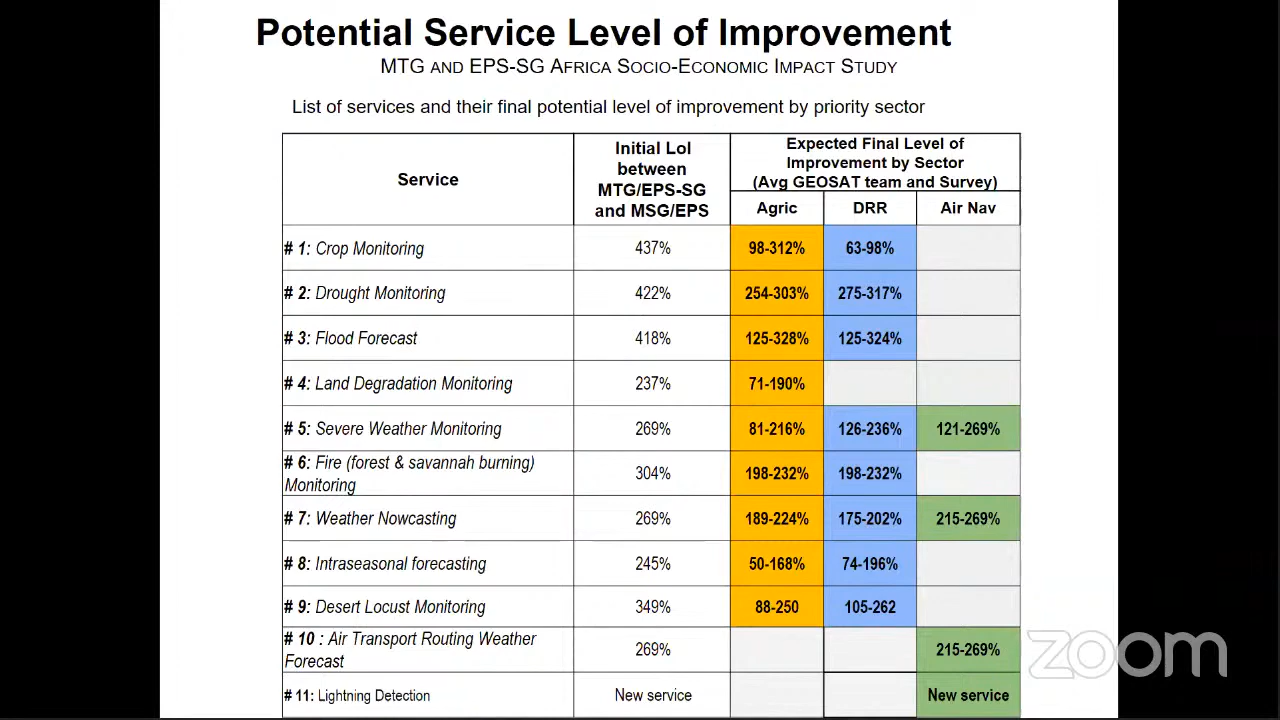 Potential Service Level of Improvement
MTG AND EPS-SG AFRICA SOCIO-ECONOMIC IMPACT STUDY
List of services and their final potential level of improvement by priority sector
Service
Initial LoI
between
MTG/EPS-SG
and MSG/EPS
Expected Final Level of
Improvement by Sector
(Avg GEOSAT team and Survey)
Agric DRR Air Nav
# 1: Crop Monitoring 437% 98-312% 63-98%
# 2: Drought Monitoring 422% 254-303% 275-317%
# 3: Flood Forecast 418% 125-328% 125-324%
# 4: Land Degradation Monitoring 237% 71-190%
# 5: Severe Weather Monitoring 269% 81-216% 126-236% 121-269%
# 6: Fire (forest & savannah burning)
Monitoring 304% 198-232% 198-232%
# 7: Weather Nowcasting 269% 189-224% 175-202% 215-269%
# 8: Intraseasonal forecasting 245% 50-168% 74-196%
# 9: Desert Locust Monitoring 349% 88-250 105-262
# 10 : Air Transport Routing Weather
Forecast 269% 215-269%
# 11: Lightning Detection New service New service
zoom